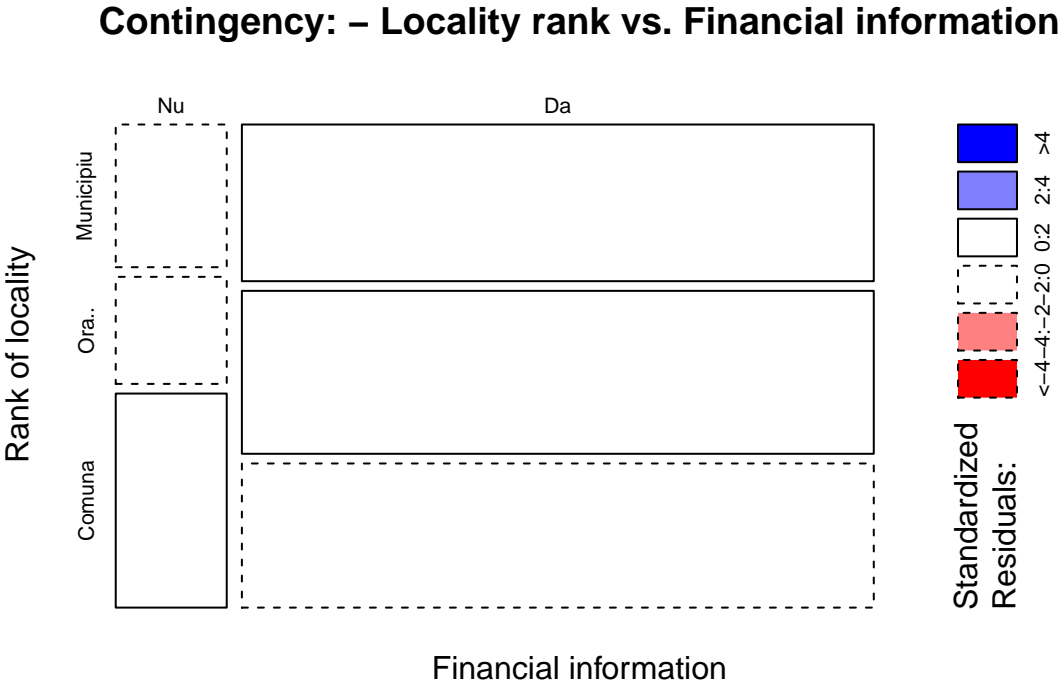 Contingency: – Locality rank vs. Financial information
Nu
Da
Municipiu
Ora..
Comuna
Rank of locality
Financial information
>4
2:4
0:2
–2:0
–4:–2
<–4
Standardized
Residuals: